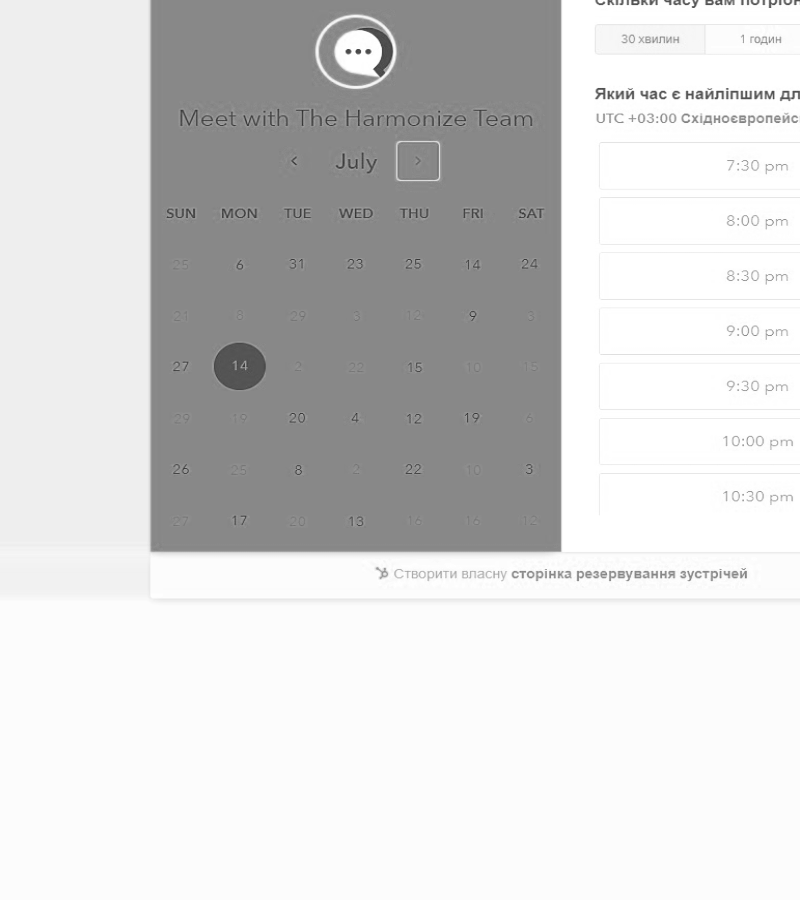 Meet with The Harmonize Team
July
SUN MON TUE WED THU FRI SAT
25 6 31 23 25 14 24
21 8 29 3 12 9 3
27 14 2 22 15 10 15
29 19 20 4 12 19 6
26 25 8 2 22 10 3
27 17 20 13 16 16 12
Скільки часу вам
30 хвилин 1 годин
Який час є найліпшим
UTC +03:00
7:30 pm
8:00 pm
8:30 pm
9:00 pm
9:30 pm
10:00 pm
10:30 pm
Створити власну сторінка резервування зустрічей